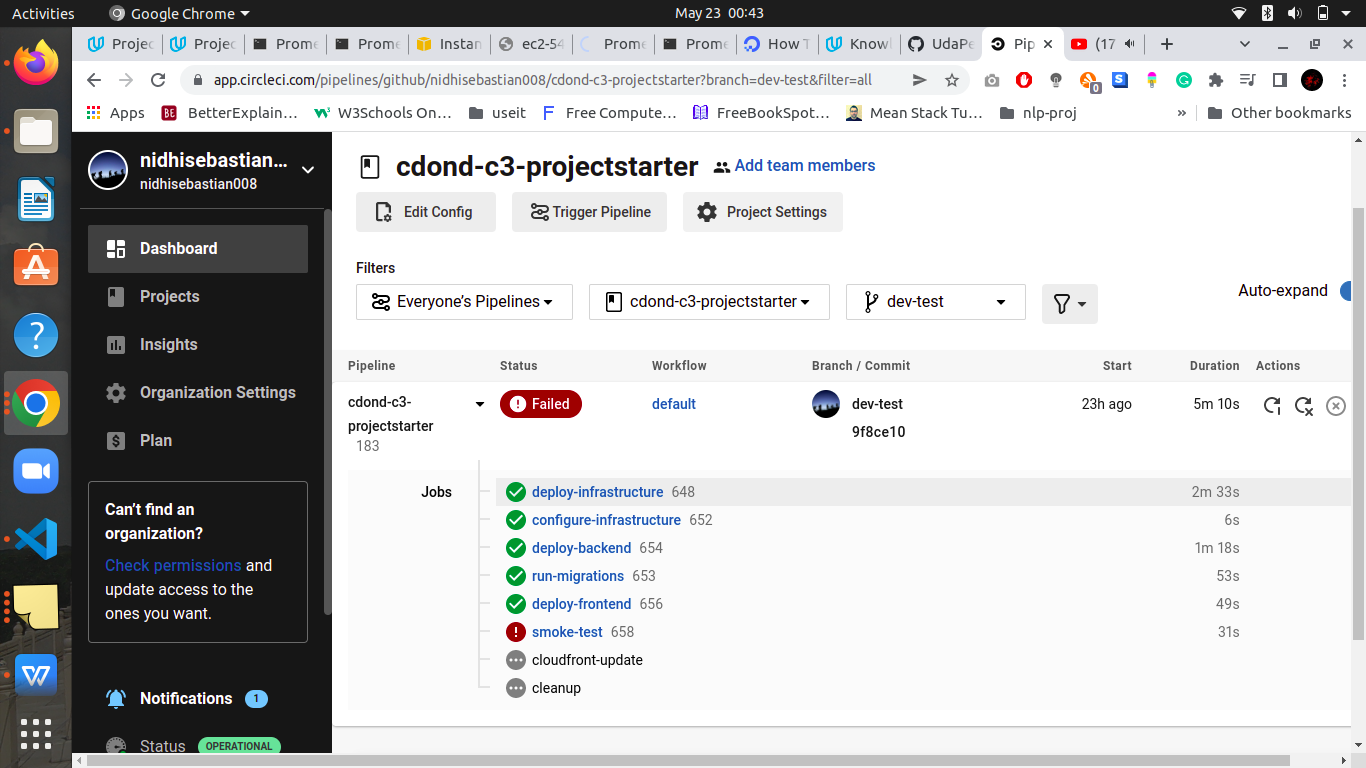 Activities Google Chrome May 23 00:43
Projec Projec Prome Prome Instan ec2-54 Prome Prome How T Knowl UdaPe Pip (17
app.circleci.com/pipelines/github/nidhisebastian008/cdond-c3-projectstarter?branch=dev-test&filter=all
0
Apps BetterExplain... W3Schools On... useit Free Compute... FreeBookSpot... Mean Stack Tu... nlp-proj » Other bookmarks
nidhisebastian...
nidhisebastian008
Dashboard
Projects
Insights
Organization Settings
Plan
Can't find an
organization?
Check permissions and
update access to the
ones you want.
Notifications 1
Status OPERATIONAL
cdond-c3-projectstarter Add team members
Edit Config Trigger Pipeline Project Settings
Filters
Everyone's Pipelines cdond-c3-projectstarter dev-test
Auto-expand
Pipeline Status Workflow Branch / Commit Start Duration Actions
cdond-c3-
projectstarter
183
Failed default dev-test 23h ago 5m 10s
9f8ce10
Jobs
deploy-infrastructure 648 2m 33s
configure-infrastructure 652 6s
deploy-backend 654 1m 18s
run-migrations 653 53s
deploy-frontend 656 49s
smoke-test 658 31s
cloudfront-update
cleanup